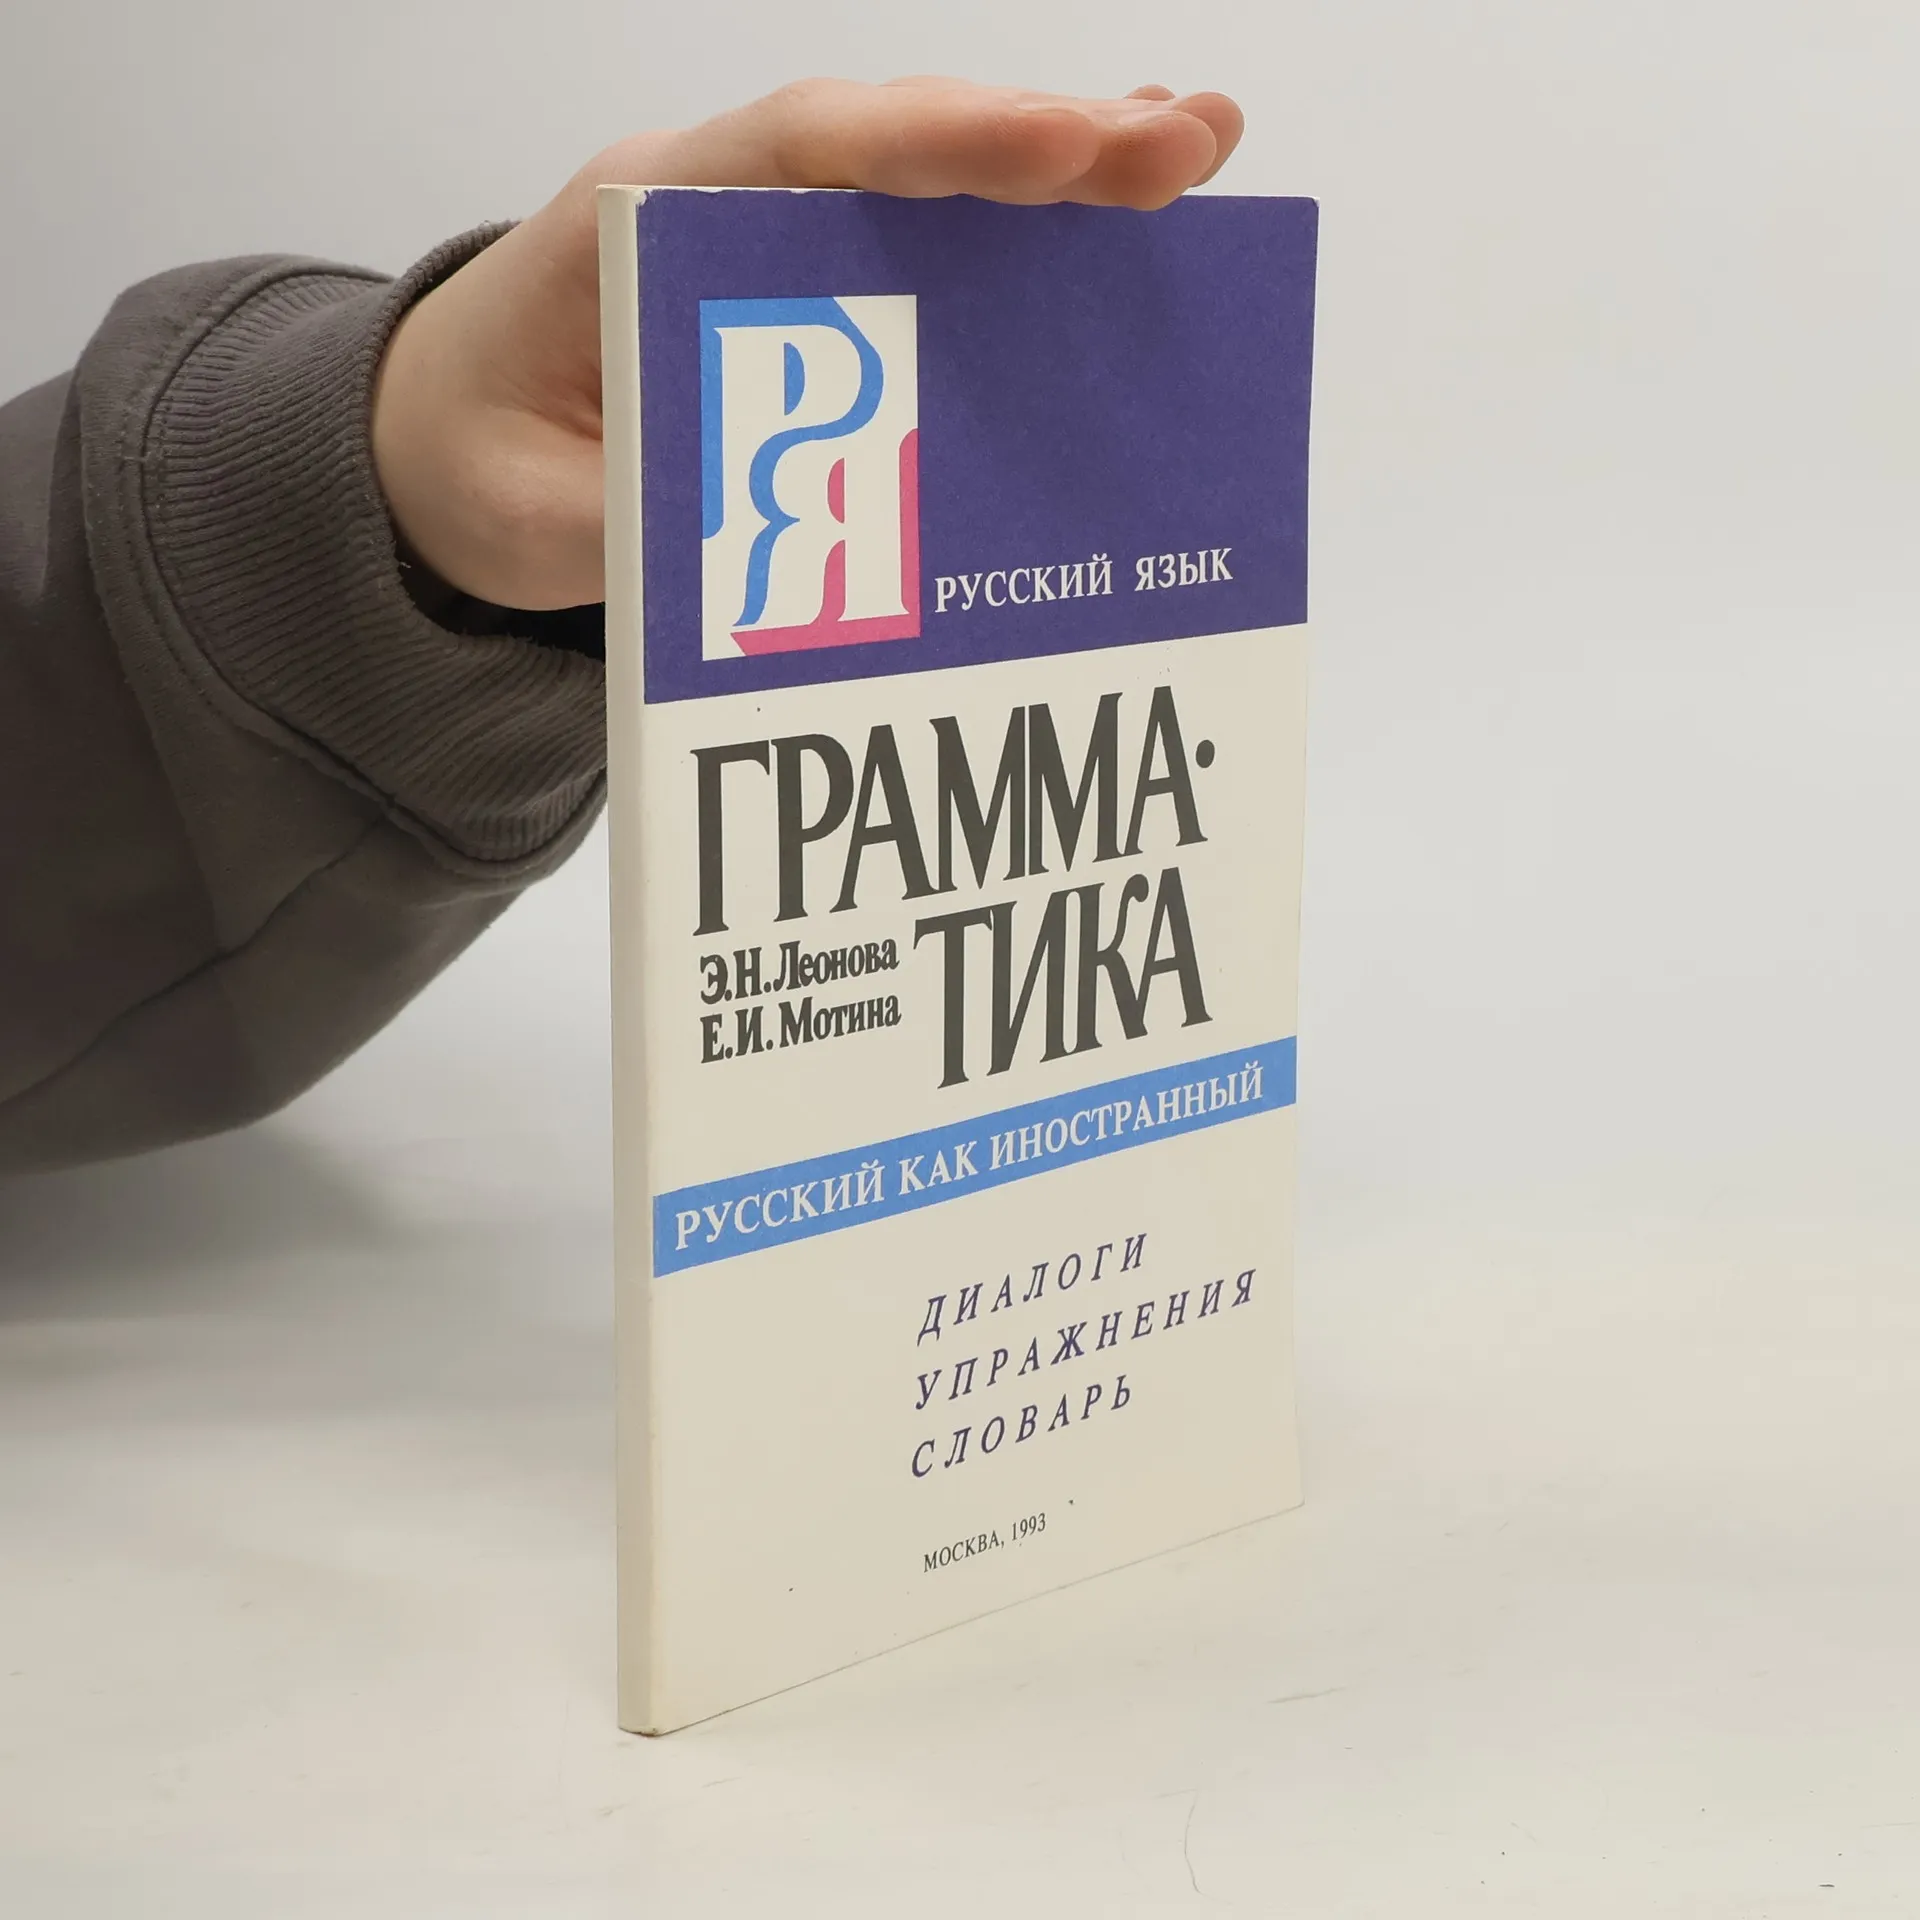 РЯ
РУССКИЙ ЯЗЫК
ГРАММА·
ТИКА
Э.Н.Леонова
Е.И.Мотина
РУССКИЙ КАК ИНОСТРАННЫЙ
ДИАЛОГИ
УПРАЖНЕНИЯ
СЛОВАРЬ
МОСКВА, 1993